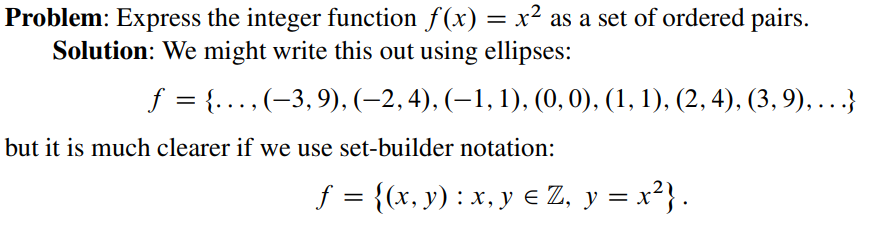 Problem: Express the integer function f(x) = x² as a set of ordered pairs.
Solution: We might write this out using ellipses:
f = {. . . , (−3, 9), (−2, 4), (−1, 1), (0, 0), (1, 1), (2, 4), (3, 9), . . .}
but it is much clearer if we use set-builder notation:
f = {(x, y) : x, y ∈ ℤ, y = x²} .